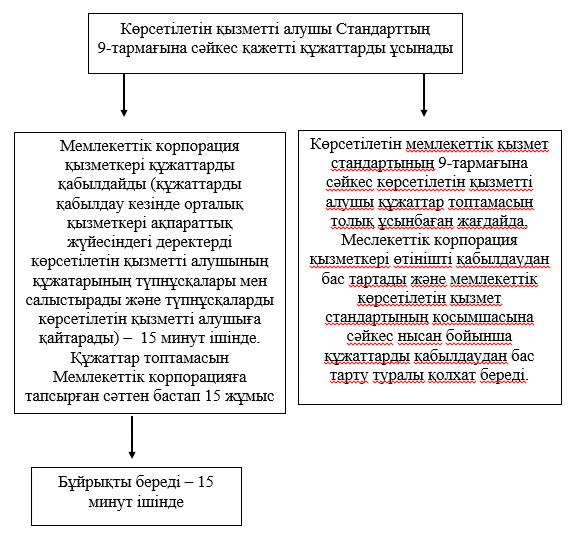 Көрсетілетін қызметті алушы Стандарттың
9-тармағына сәйкес қажетті құжаттарды ұсынады
Мемлекеттік корпорация
қызметкері құжаттарды
қабылдайды (құжаттарды
қабылдау кезінде орталық
қызметкері ақпараттық
жүйесіндегі деректерді
көрсетілетін қызметті алушының
құжатарының түпнұсқалары мен
салыстырады және түпнұсқаларды
көрсетілетін қызметті алушыға
қайтарады) – 15 минут ішінде.
Құжаттар топтамасын
Мемлекеттік корпорацияға
тапсырған сәттен бастап 15 жұмыс
Көрсетілетін мемлекеттік қызмет
стандартының 9-тармағына
сәйкес көрсетілетін қызметті
алушы құжаттар топтамасын
толық ұсынбаған жағдайда,
Меслекеттік корпорация
қызметкері өтінішті қабылдаудан
бас тартады және мемлекеттік
көрсетілетін қызмет
стандартының қосымшасына
сәйкес нысан бойынша
құжаттарды қабылдаудан бас
тарту туралы қолхат береді.
Бұйрықты береді – 15
минут ішінде